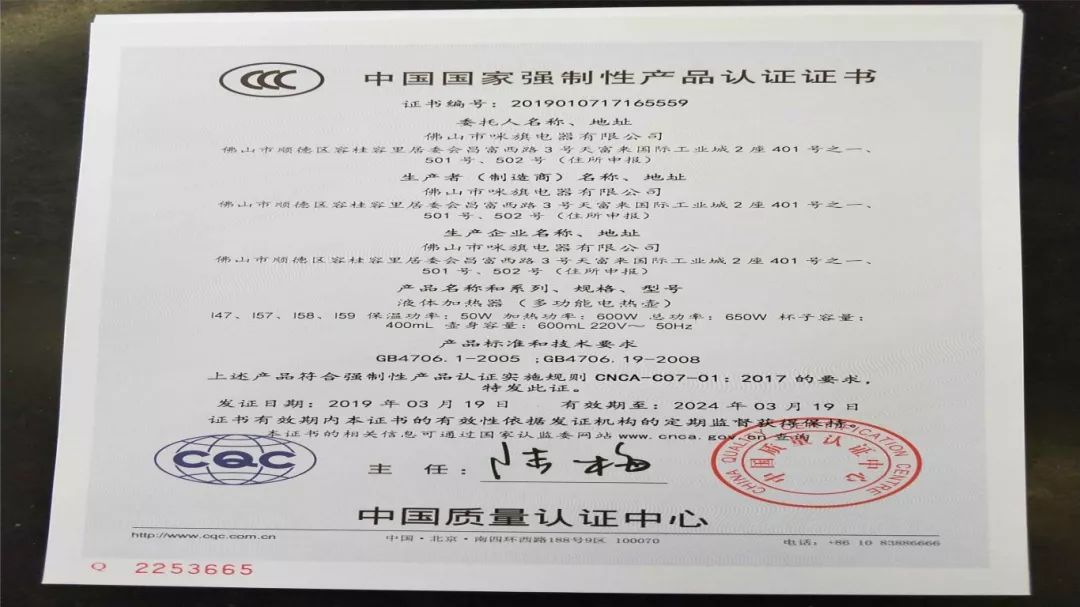 CCC 中国国家强制性产品认证证书
证书编号：2019010717165559
委托人名称、地址
佛山市咪旗电器有限公司
佛山市顺德区容桂容里居委会昌富西路3号天富来国际工业城2座401号之一、
501号、502号（住所申报）
生产者（制造商）名称、地址
佛山市咪旗电器有限公司
佛山市顺德区容桂容里居委会昌富西路3号天富来国际工业城2座401号之一、
501号、502号（住所申报）
生产企业名称、地址
佛山市咪旗电器有限公司
佛山市顺德区容桂容里居委会昌富西路3号天富来国际工业城2座401号之一、
501号、502号（住所申报）
产品名称和系列、规格、型号
液体加热器（多功能电热壶）
I47、I57、I58、I59 保温功率：50W 加热功率：600W 总功率：650W 杯子容量：
400mL 壶身容量：600mL 220V～ 50Hz
产品标准和技术要求
GB4706.1-2005 ;GB4706.19-2008
上述产品符合强制性产品认证实施规则 CNCA-C07-01：2017 的要求，
特发此证。
发证日期：2019 年 03 月 19 日 有效期至：2024 年 03 月 19 日
证书有效期内本证书的有效性依据发证机构的定期监督获得保持。
本证书的相关信息可通过国家认监委网站 www.cnca.gov.cn 查询
CQC
主 任：
CHINA QUALITY CERTIFICATION CENTRE
中国质量认证中心
中国质量认证中心
http://www.cqc.com.cn
中国·北京·南四环西路188号9区 100070
电话：+86 10 83886666
Q 2253665